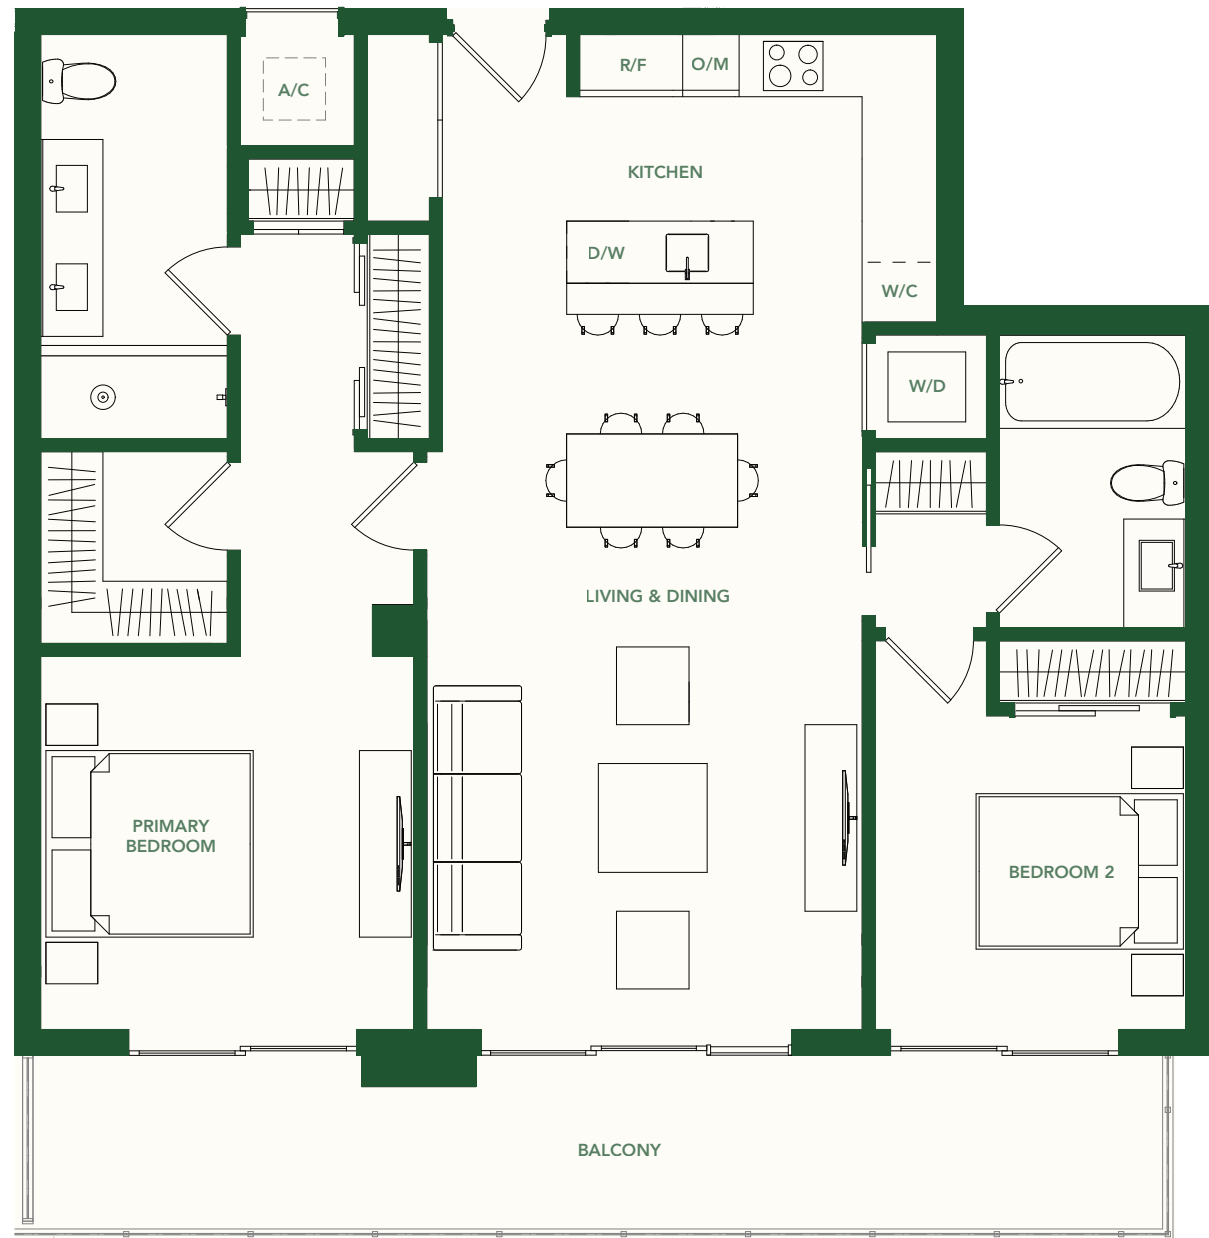 R/F
O/M
A/C
KITCHEN
D/W
W/C
W/D
LIVING & DINING
PRIMARY
BEDROOM
BEDROOM 2
BALCONY